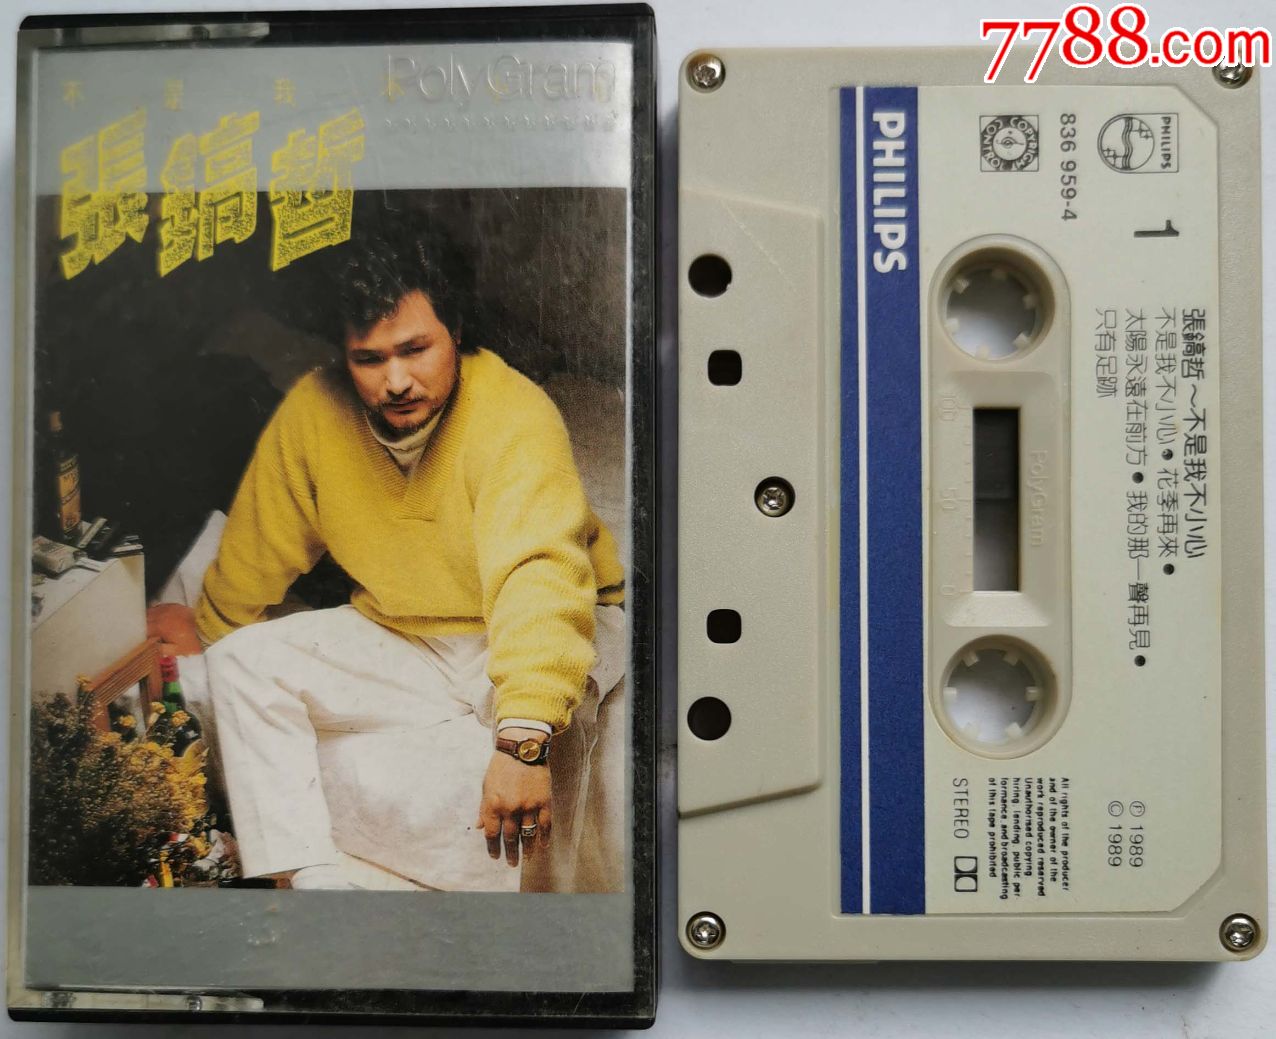 7788.com
PolyGram
不是我不
張鎬哲
PHILIPS
COPYRIGHT CONTROL
836 959-4
PHILIPS
1
張鎬哲～不是我不小心
不是我不小心•花季再來•
太陽永遠在前方•我的那一聲再見•
只有足跡
100
50
0
PolyGram
STEREO
All rights of the producer
and of the owner of the
work reproduced reserved
Unauthorised copying
hiring, lending, public per
formance and broadcasting
of this tape prohibited
Ⓟ 1989
© 1989